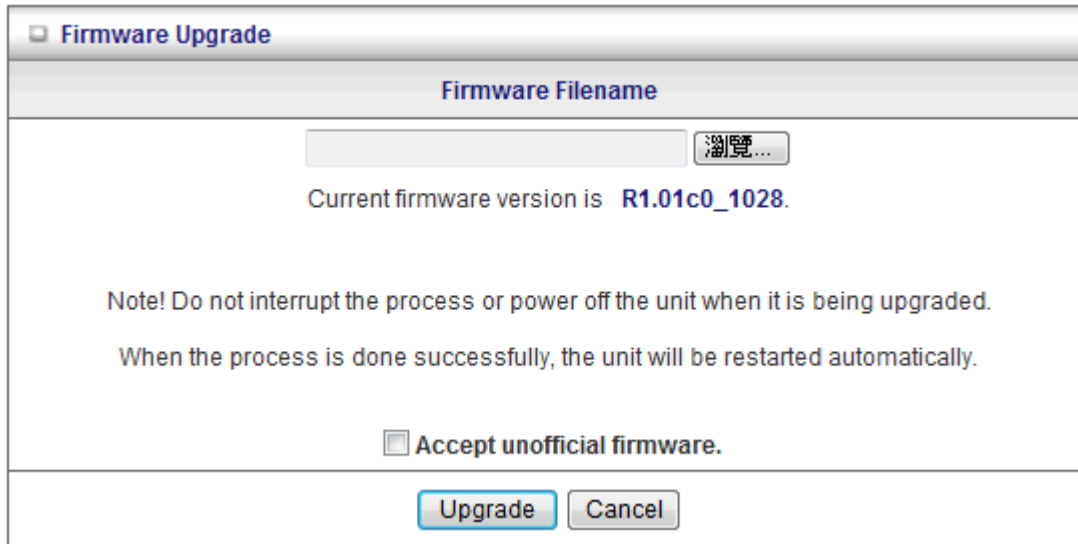 Firmware Upgrade
Firmware Filename
瀏覽...
Current firmware version is R1.01c0_1028.
Note! Do not interrupt the process or power off the unit when it is being upgraded.
When the process is done successfully, the unit will be restarted automatically.
Accept unofficial firmware.
Upgrade Cancel